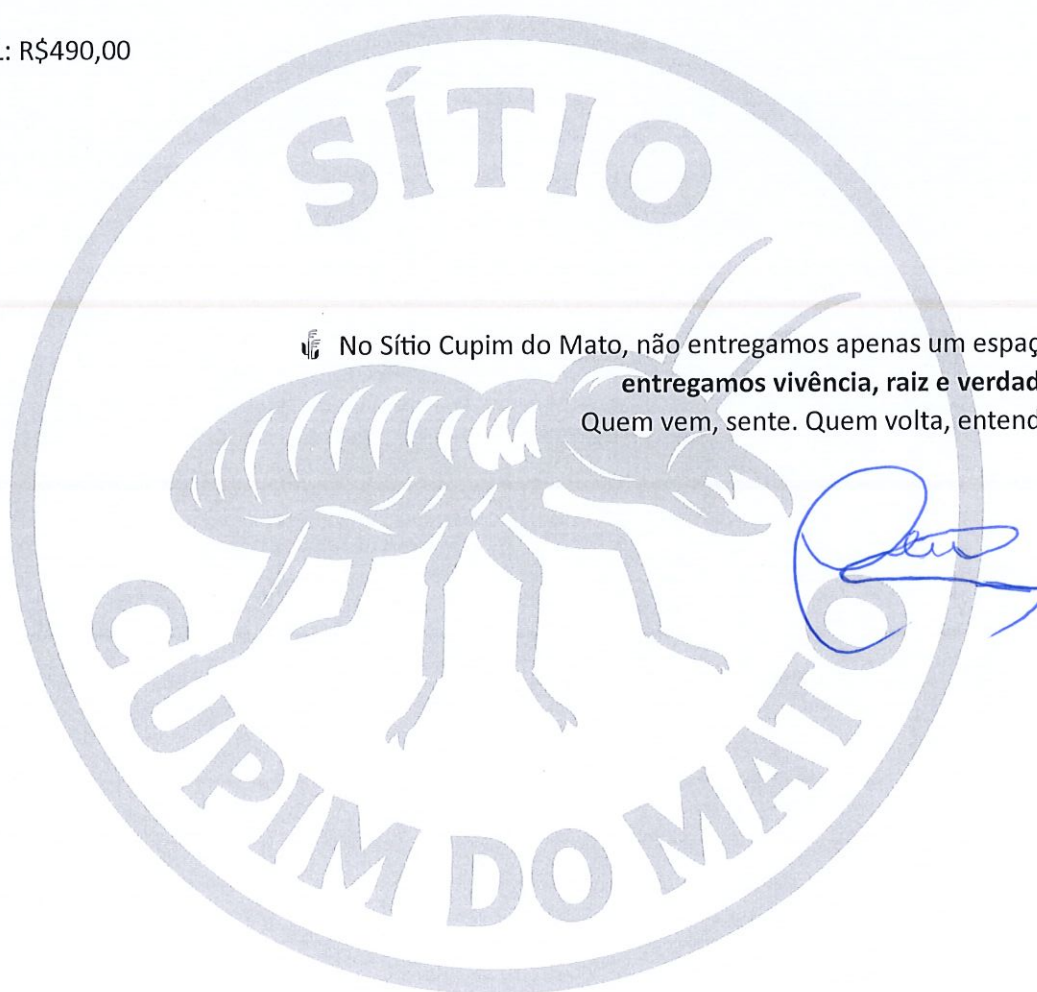 .: R$490,00
SÍTIO
No Sítio Cupim do Mato, não entregamos apenas um espaç
entregamos vivência, raiz e verdad
Quem vem, sente. Quem volta, entend
CUPIM DO MATO